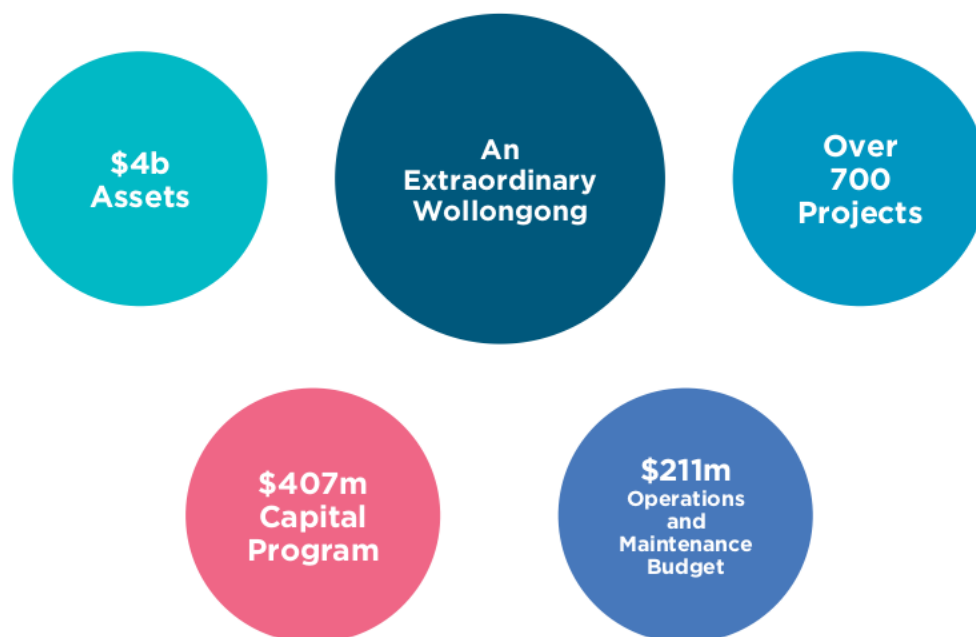 $4b
Assets
An
Extraordinary
Wollongong
Over
700
Projects
$407m
Capital
Program
$211m
Operations
and
Maintenance
Budget